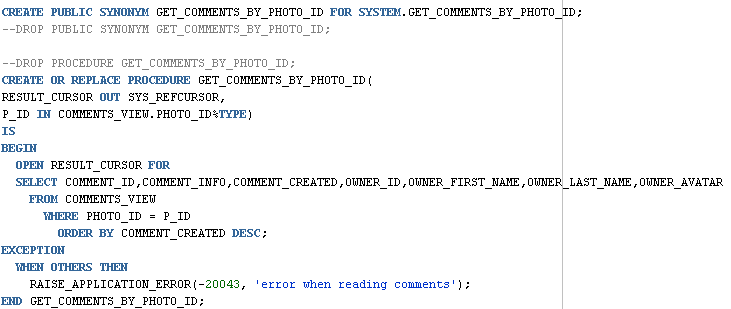 CREATE PUBLIC SYNONYM GET_COMMENTS_BY_PHOTO_ID FOR SYSTEM.GET_COMMENTS_BY_PHOTO_ID;
--DROP PUBLIC SYNONYM GET_COMMENTS_BY_PHOTO_ID;

--DROP PROCEDURE GET_COMMENTS_BY_PHOTO_ID;
CREATE OR REPLACE PROCEDURE GET_COMMENTS_BY_PHOTO_ID(
RESULT_CURSOR OUT SYS_REFCURSOR,
P_ID IN COMMENTS_VIEW.PHOTO_ID%TYPE)
IS
BEGIN
  OPEN RESULT_CURSOR FOR
  SELECT COMMENT_ID,COMMENT_INFO,COMMENT_CREATED,OWNER_ID,OWNER_FIRST_NAME,OWNER_LAST_NAME,OWNER_AVATAR
    FROM COMMENTS_VIEW
      WHERE PHOTO_ID = P_ID
        ORDER BY COMMENT_CREATED DESC;
EXCEPTION
  WHEN OTHERS THEN
    RAISE_APPLICATION_ERROR(-20043, 'error when reading comments');
END GET_COMMENTS_BY_PHOTO_ID;